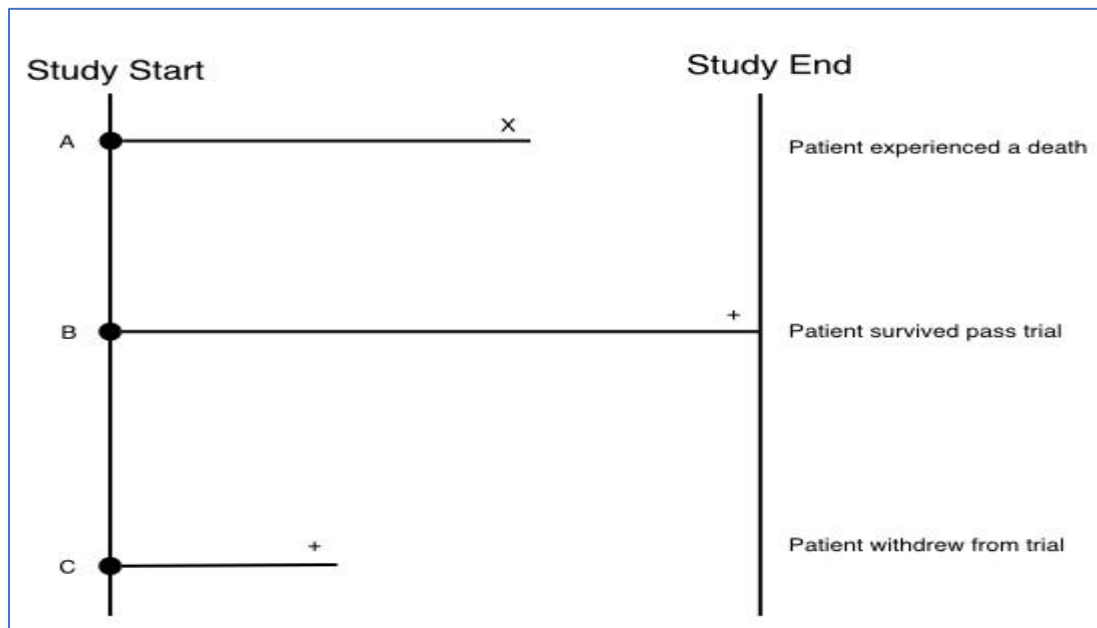 Study Start
Study End
A
X
Patient experienced a death
B
+
Patient survived pass trial
C
+
Patient withdrew from trial